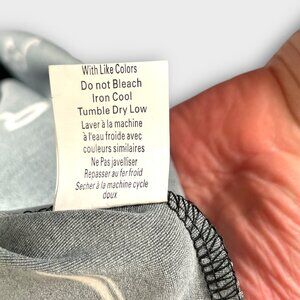 With Like Colors
Do not Bleach
Iron Cool
Tumble Dry Low
Laver à la machine
à l'eau froide avec
couleurs similaires
Ne Pas javelliser
Repasser au fer froid
Secher à la machine cycle
doux